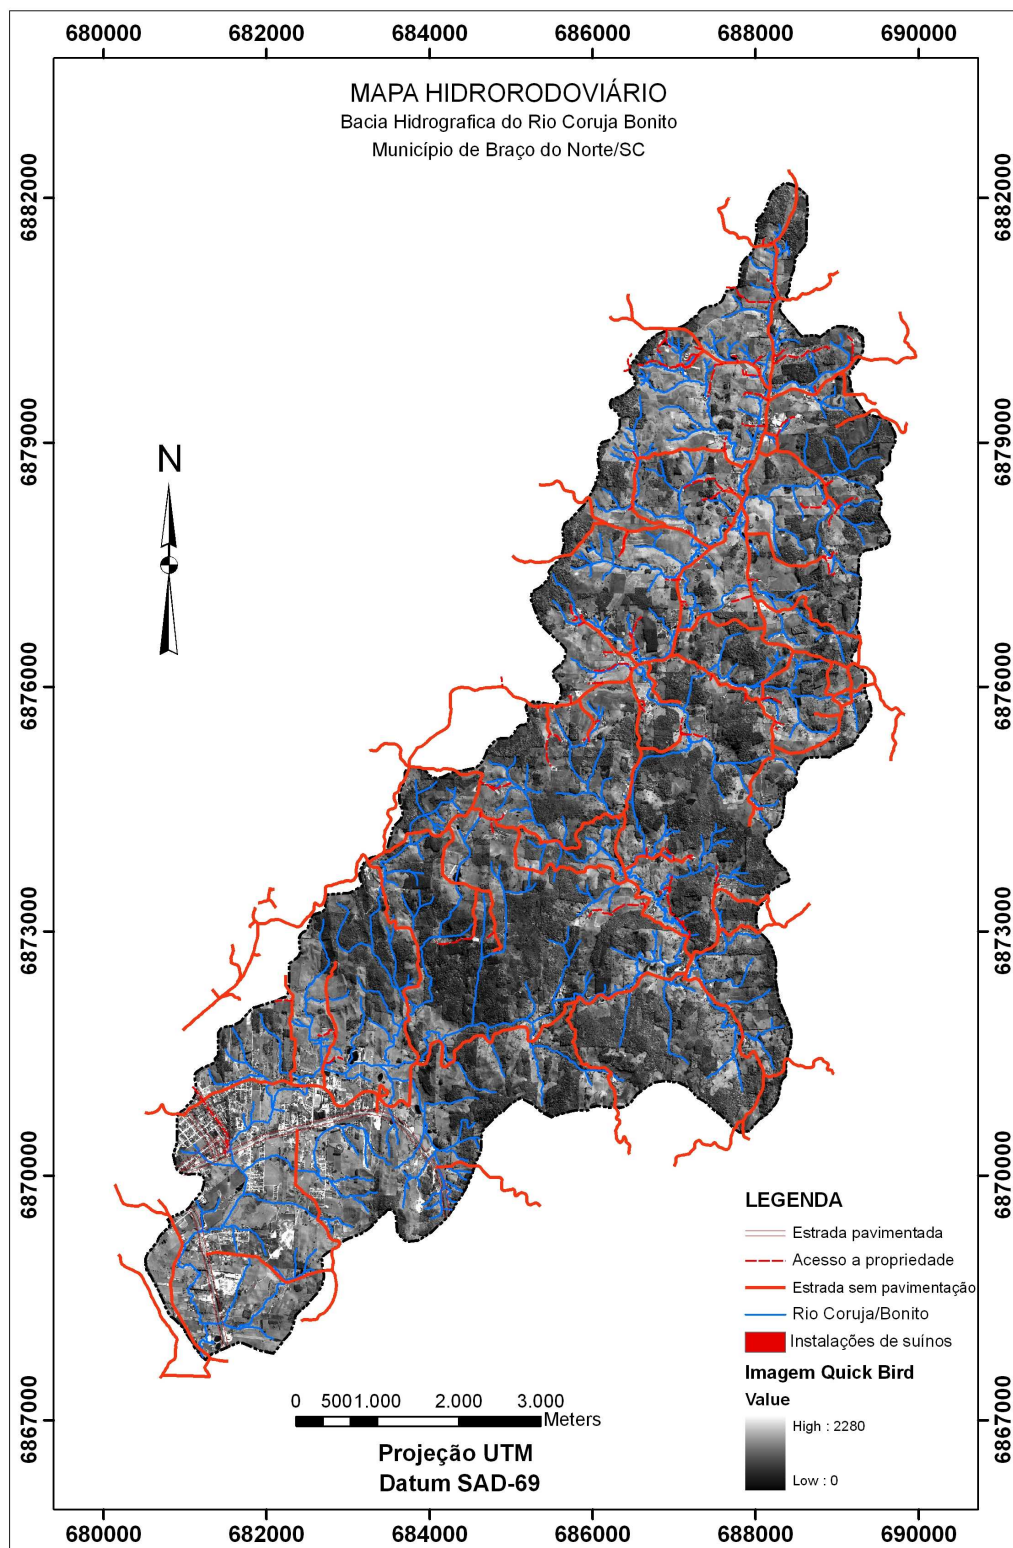 680000 682000 684000 686000 688000 690000
MAPA HIDRORODOVIÁRIO
Bacia Hidrografica do Rio Coruja Bonito
Município de Braço do Norte/SC
6882000 6882000
6879000 6879000
N
6876000 6876000
6873000 6873000
6870000 6870000
LEGENDA
Estrada pavimentada
Acesso a propriedade
Estrada sem pavimentação
Rio Coruja/Bonito
Instalações de suínos
Imagem Quick Bird
Value
High : 2280
Low : 0
0 500 1.000 2.000 3.000
Meters
6867000 6867000
Projeção UTM
Datum SAD-69
680000 682000 684000 686000 688000 690000